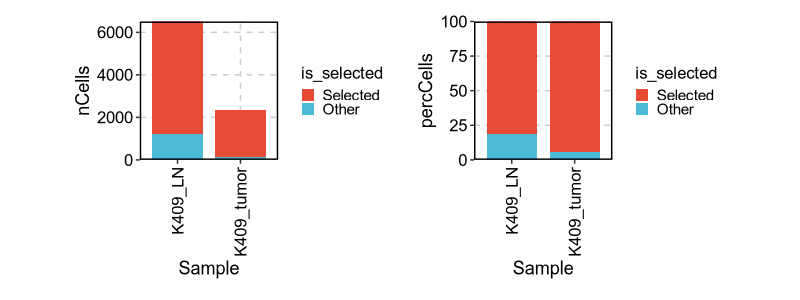 nCells
6000
4000
2000
0
K409_LN
K409_tumor
Sample
is_selected
Selected
Other
percCells
100
75
50
25
0
K409_LN
K409_tumor
Sample
is_selected
Selected
Other